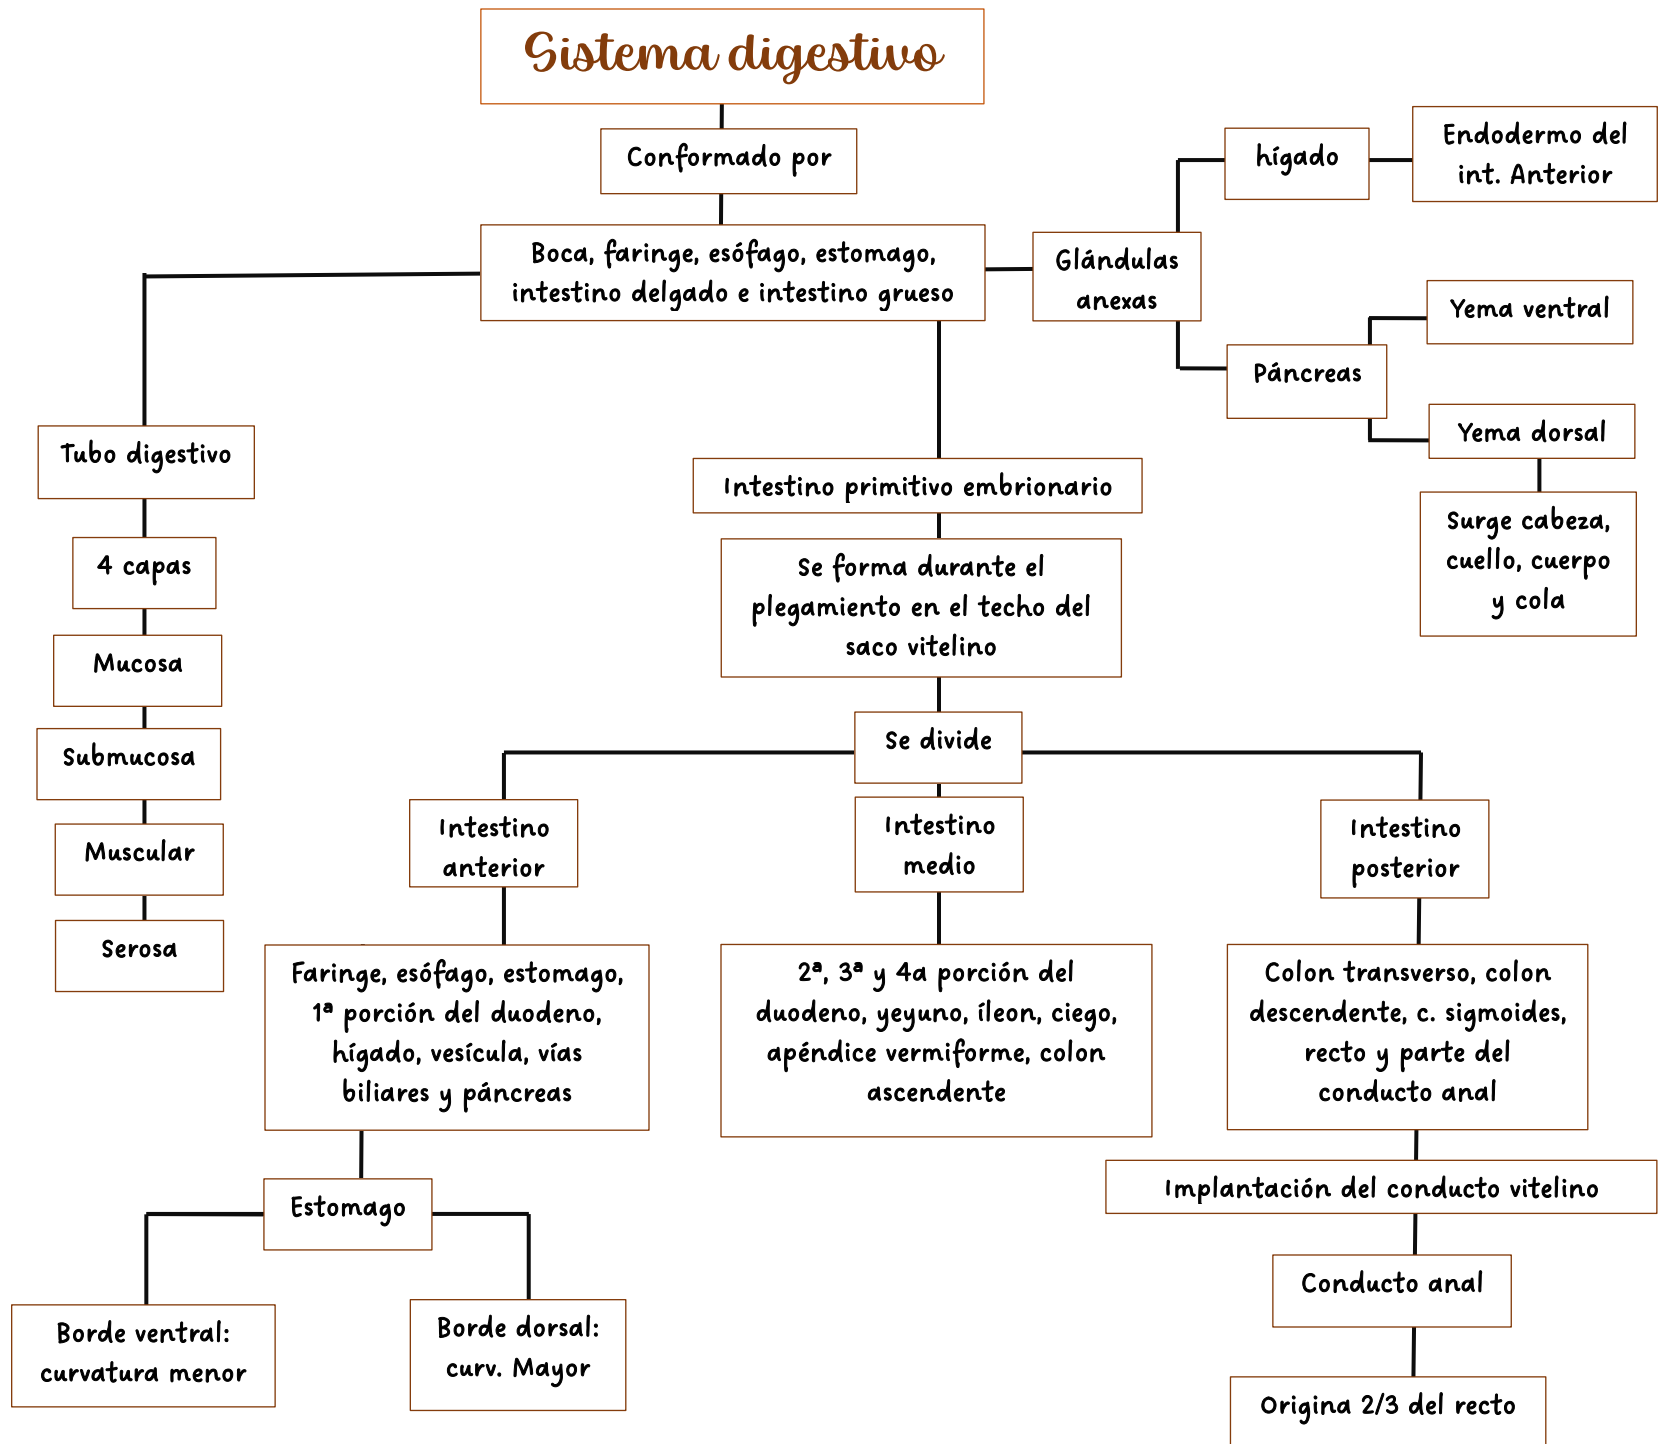 Sistema digestivo
Conformado por
Boca, faringe, esófago, estomago,
intestino delgado e intestino grueso
Glándulas
anexas
hígado
Endodermo del
int. Anterior
Páncreas
Yema ventral
Yema dorsal
Surge cabeza,
cuello, cuerpo
y cola
Tubo digestivo
4 capas
Mucosa
Submucosa
Muscular
Serosa
Intestino primitivo embrionario
Se forma durante el
plegamiento en el techo del
saco vitelino
Se divide
Intestino
anterior
Faringe, esófago, estomago,
1ª porción del duodeno,
hígado, vesícula, vías
biliares y páncreas
Estomago
Borde ventral:
curvatura menor
Borde dorsal:
curv. Mayor
Intestino
medio
2ª, 3ª y 4a porción del
duodeno, yeyuno, íleon, ciego,
apéndice vermiforme, colon
ascendente
Intestino
posterior
Colon transverso, colon
descendente, c. sigmoides,
recto y parte del
conducto anal
Implantación del conducto vitelino
Conducto anal
Origina 2/3 del recto